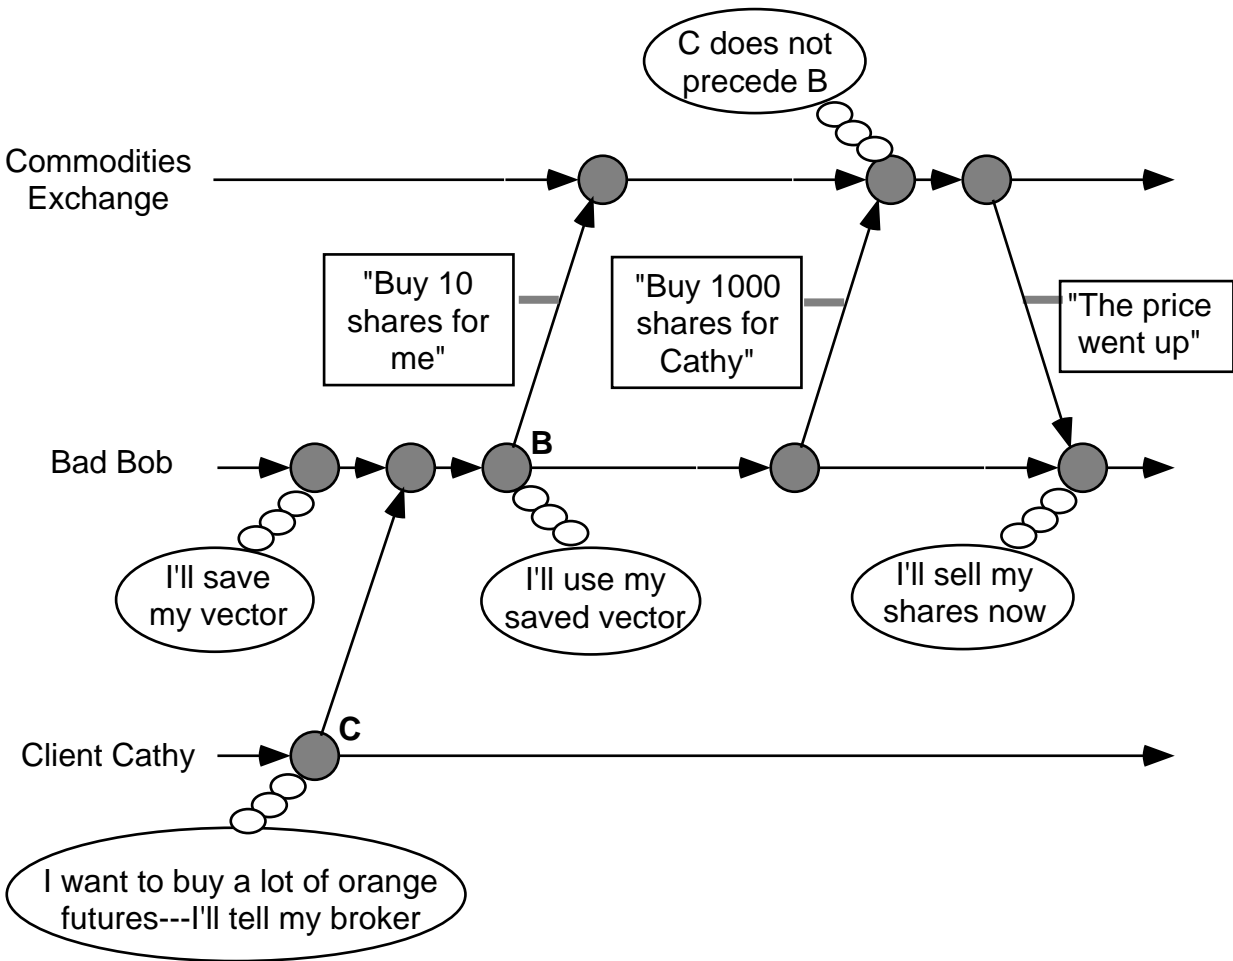 C does not
precede B
Commodities
Exchange
"Buy 10
shares for
me"
"Buy 1000
shares for
Cathy"
"The price
went up"
Bad Bob
B
I'll save
my vector
I'll use my
saved vector
I'll sell my
shares now
Client Cathy
C
I want to buy a lot of orange
futures---I'll tell my broker